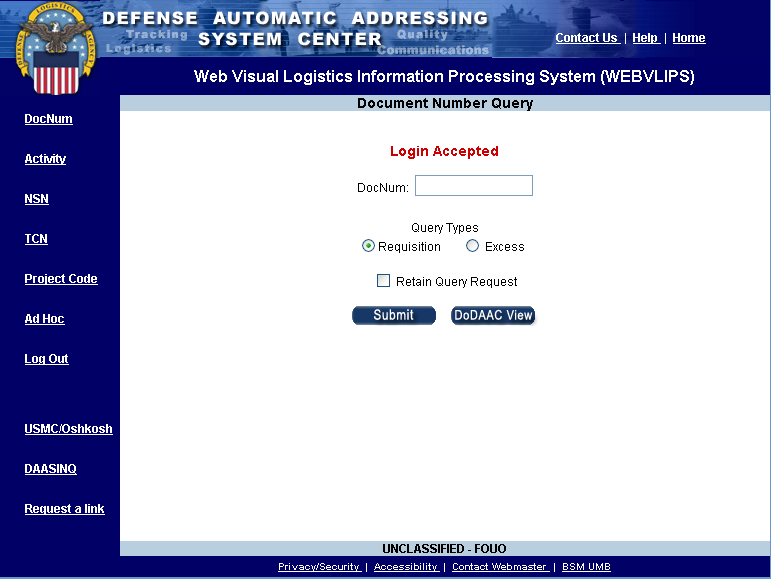 DEFENSE AUTOMATIC ADDRESSING
Tracking SYSTEM CENTER Quality
Logistics Communications
Contact Us | Help | Home
Web Visual Logistics Information Processing System (WEBVLIPS)
Document Number Query
DocNum
Activity
NSN
TCN
Project Code
Ad Hoc
Log Out
USMC/Oshkosh
DAASINQ
Request a link
Login Accepted
DocNum:
Query Types
Requisition Excess
Retain Query Request
Submit DoDAAC View
UNCLASSIFIED - FOUO
Privacy/Security | Accessibility | Contact Webmaster | BSM UMB